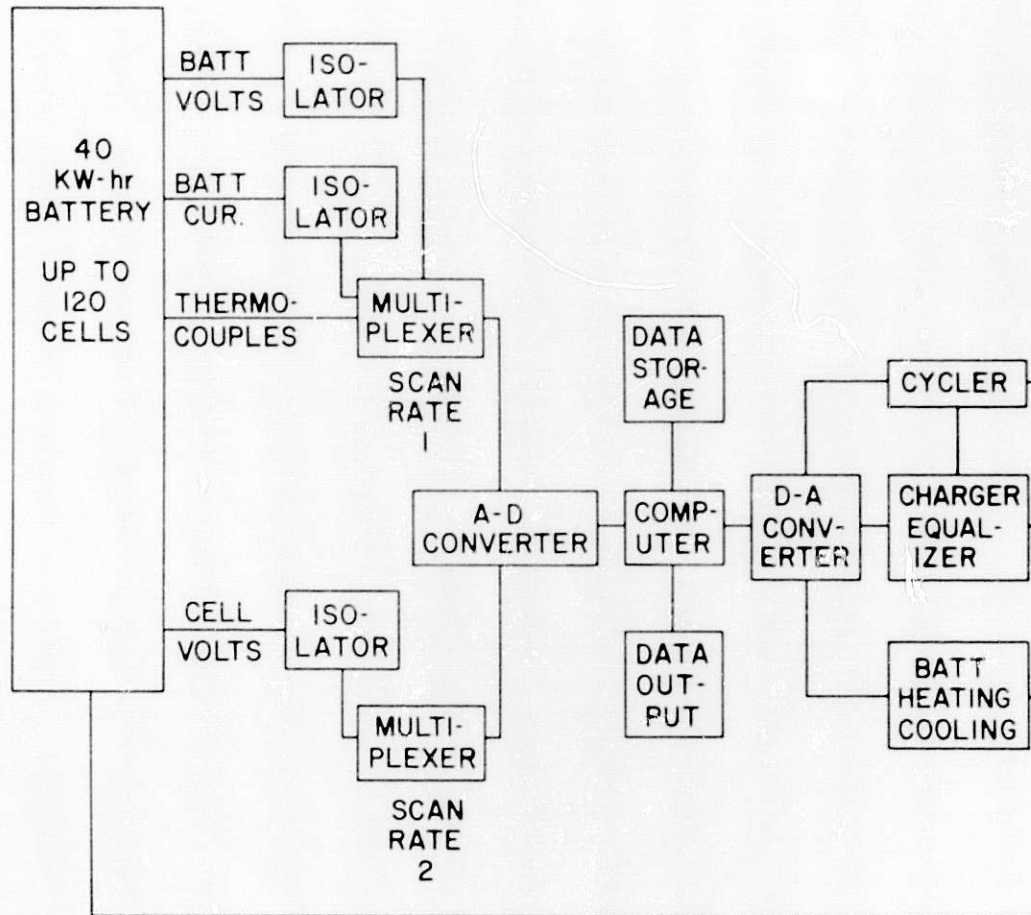 40
KW-hr
BATTERY
UP TO
120
CELLS
BATT
VOLTS
ISO-
LATOR
BATT
CUR.
ISO-
LATOR
THERMO-
COUPLES
MULTI-
PLEXER
SCAN
RATE
1
A-D
CONVERTER
CELL
VOLTS
ISO-
LATOR
MULTI-
PLEXER
SCAN
RATE
2
DATA
STOR-
AGE
COMP-
UTER
DATA
OUT-
PUT
D-A
CONV-
ERTER
CYCLER
CHARGER
EQUAL-
IZER
BATT
HEATING
COOLING